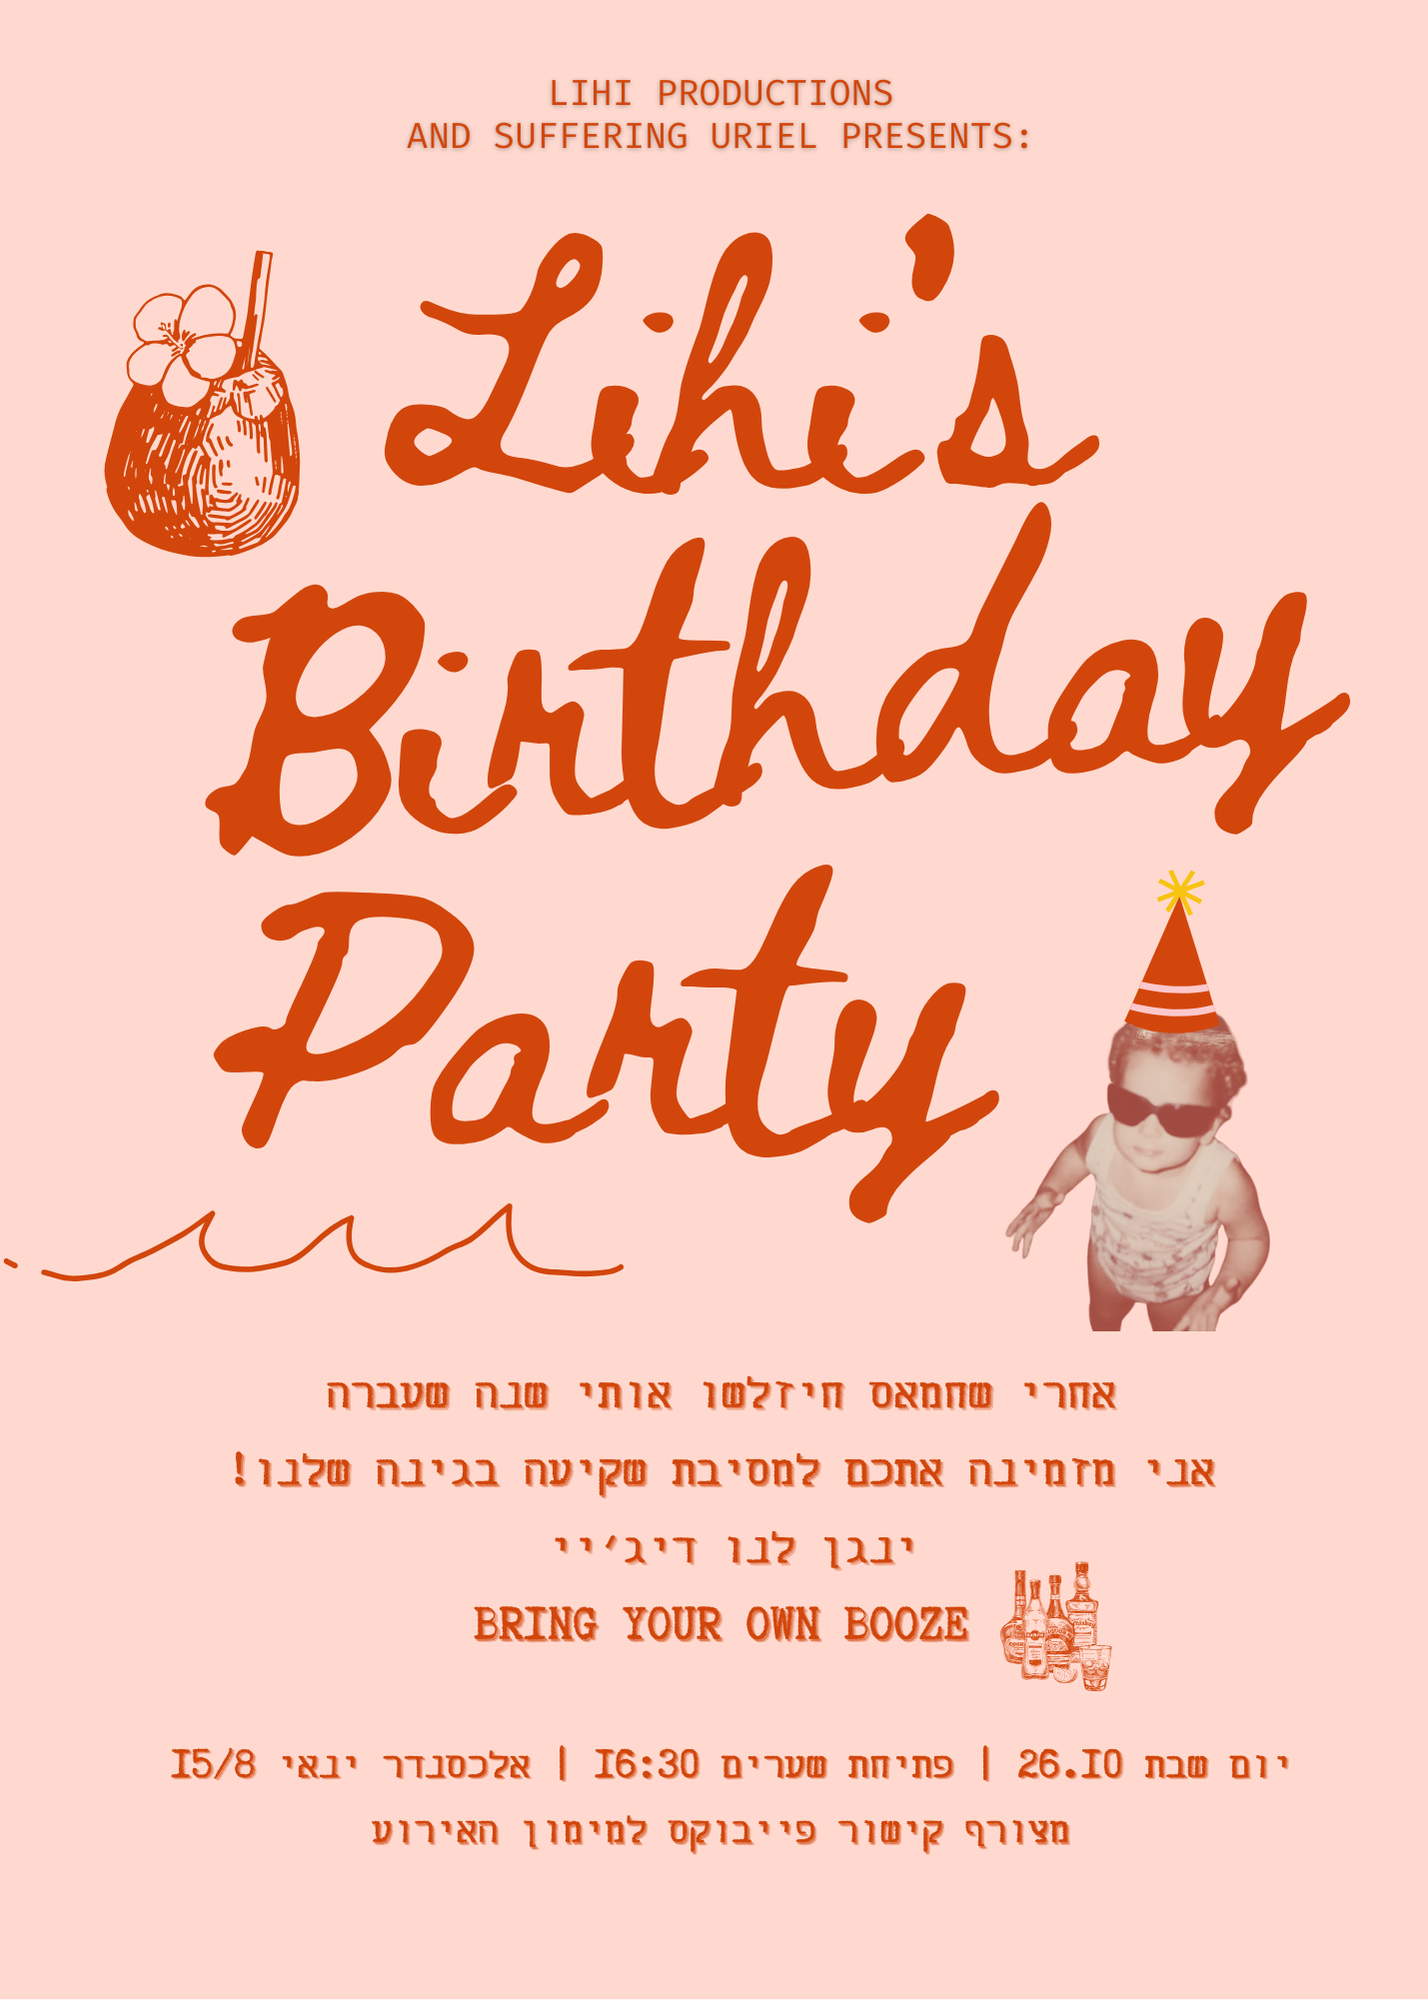 LIHI PRODUCTIONS
AND SUFFERING URIEL PRESENTS:
Lihi's
Birthday
Party
אחרי שחמאס חיזלשו אותי שנה שעברה
אני מזמינה אתכם למסיבת שקיעה בגינה שלנו!
ינגן לנו דיג׳יי
BRING YOUR OWN BOOZE
יום שבת 26.10 | פתיחת שערים 16:30 | אלכסנדר ינאי 15/8
מצורף קישור פייבוקס למימון האירוע